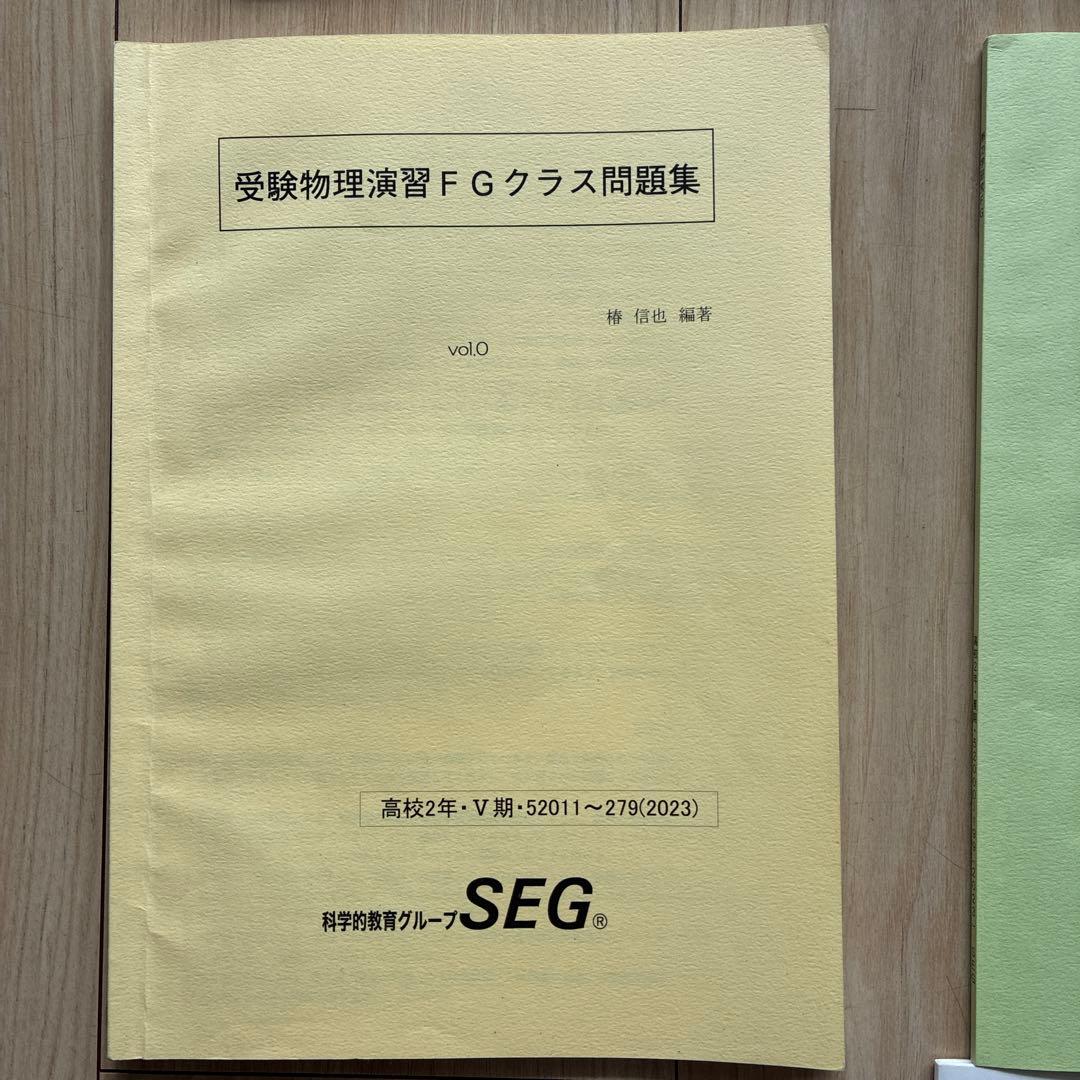 受験物理演習FGクラス問題集
椿 信也 編著
vol.0
高校2年・V期・52011～279(2023)
科学的教育グループSEG®